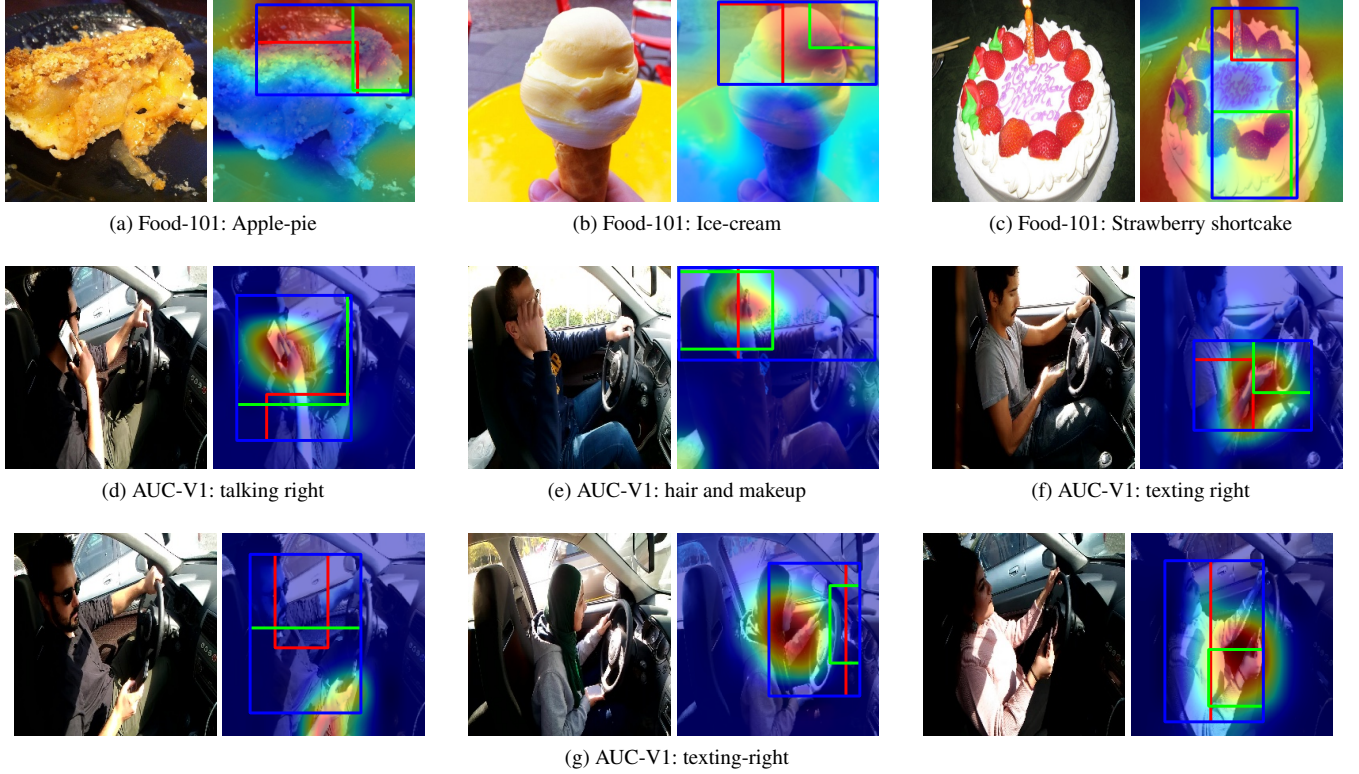 (a) Food-101: Apple-pie
(b) Food-101: Ice-cream
(c) Food-101: Strawberry shortcake
(d) AUC-V1: talking right
(e) AUC-V1: hair and makeup
(f) AUC-V1: texting right
(g) AUC-V1: texting-right